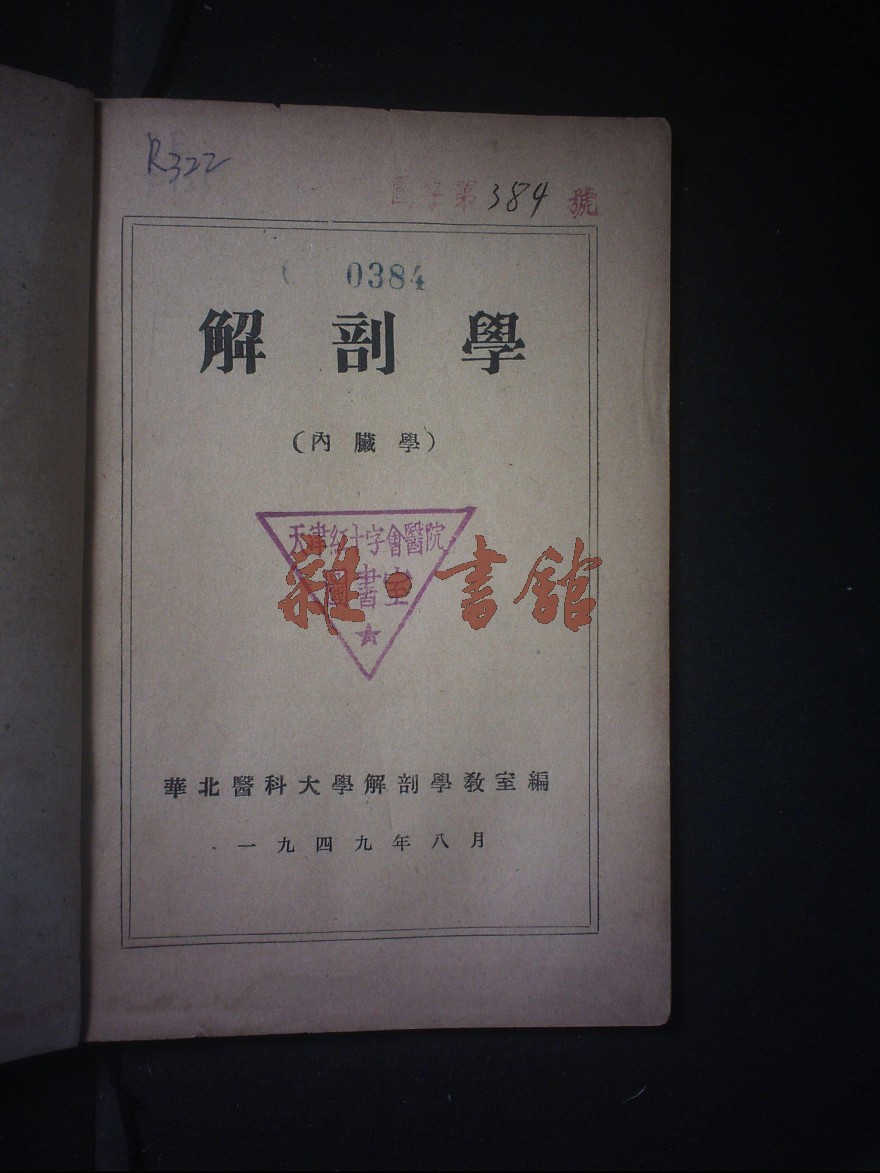 R322
圖字第384號
0384
解剖學
（內臟學）
天津紅十字會醫院
圖書室
雜·書館
華北醫科大學解剖學教室編
一九四九年八月